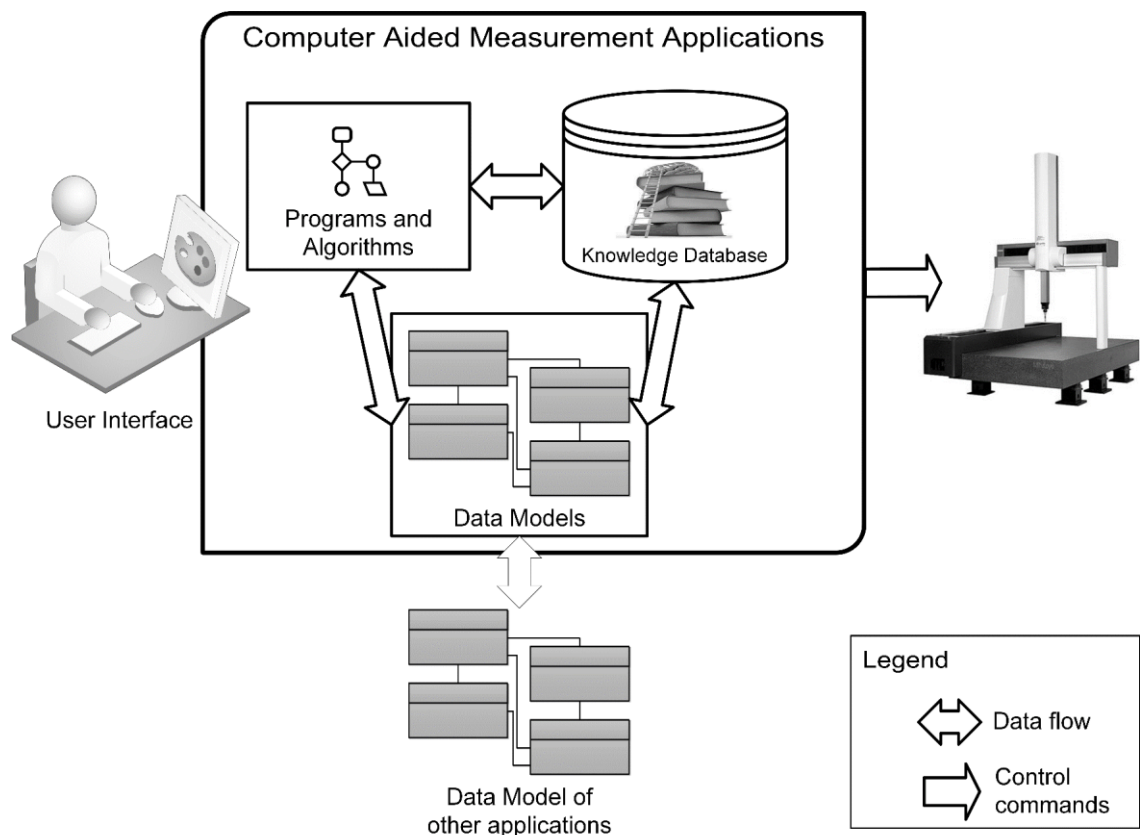 Computer Aided Measurement Applications
Programs and
Algorithms
Knowledge Database
User Interface
Data Models
Data Model of
other applications
Legend
Data flow
Control
commands